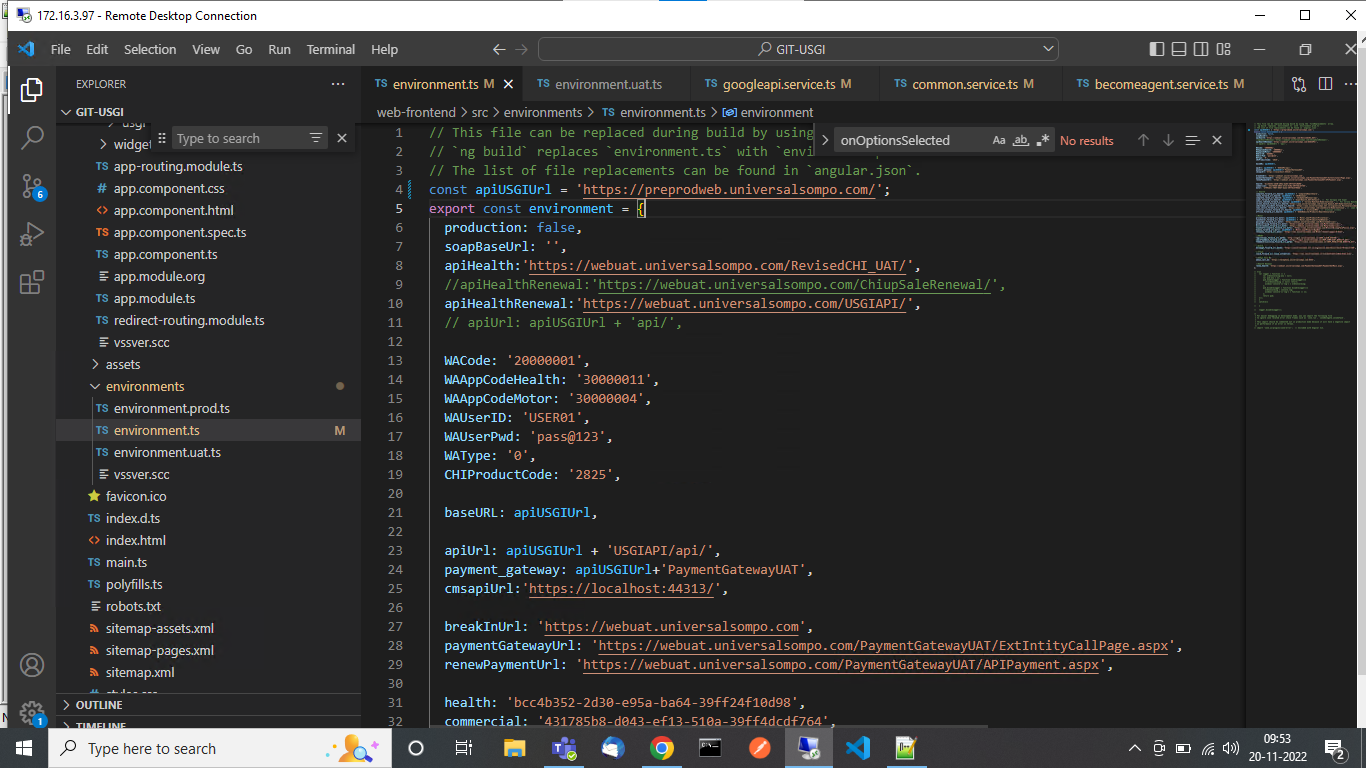 172.16.3.97 - Remote Desktop Connection
File Edit Selection View Go Run Terminal Help
GIT-USGI
EXPLORER
environment.ts M
environment.uat.ts
googleapi.service.ts M
common.service.ts M
becomeagent.service.ts M
GIT-USGI
web-frontend > src > environments > TS environment.ts > environment
Type to search
onOptionsSelected
Aa ab
No results
widget
app-routing.module.ts
app.component.css
app.component.html
app.component.spec.ts
app.component.ts
app.module.org
app.module.ts
redirect-routing.module.ts
vssver.scc
assets
environments
environment.prod.ts
environment.ts M
environment.uat.ts
vssver.scc
favicon.ico
index.d.ts
index.html
main.ts
polyfills.ts
robots.txt
sitemap-assets.xml
sitemap-pages.xml
sitemap.xml
OUTLINE
TIMELINE
6
1
1 // This file can be replaced during build by using
2 // `ng build` replaces `environment.ts` with
3 // The list of file replacements can be found in `angular.json`.
4 const apiUSGIUrl = 'https://preprodweb.universalsompo.com/';
5 export const environment = {
6 production: false,
7 soapBaseUrl: '',
8 apiHealth:'https://webuat.universalsompo.com/RevisedCHI_UAT/',
9 //apiHealthRenewal:'https://webuat.universalsompo.com/ChiupSaleRenewal/',
10 apiHealthRenewal:'https://webuat.universalsompo.com/USGIAPI/',
11 // apiUrl: apiUSGIUrl + 'api/',
12
13 WACode: '20000001',
14 WAAppCodeHealth: '30000011',
15 WAAppCodeMotor: '30000004',
16 WAUserID: 'USER01',
17 WAUserPwd: 'pass@123',
18 WAType: '0',
19 CHIProductCode: '2825',
20
21 baseURL: apiUSGIUrl,
22
23 apiUrl: apiUSGIUrl + 'USGIAPI/api/',
24 payment_gateway: apiUSGIUrl+'PaymentGatewayUAT',
25 cmsapiUrl:'https://localhost:44313/',
26
27 breakInUrl: 'https://webuat.universalsompo.com',
28 paymentGatewayUrl: 'https://webuat.universalsompo.com/PaymentGatewayUAT/ExtIntityCallPage.aspx',
29 renewPaymentUrl: 'https://webuat.universalsompo.com/PaymentGatewayUAT/APIPayment.aspx',
30
31 health: 'bcc4b352-2d30-e95a-ba64-39ff24f10d98',
32 commercial: '431785b8-d043-ef13-510a-39ff4dcdf764',
Type here to search
09:53
20-11-2022
2